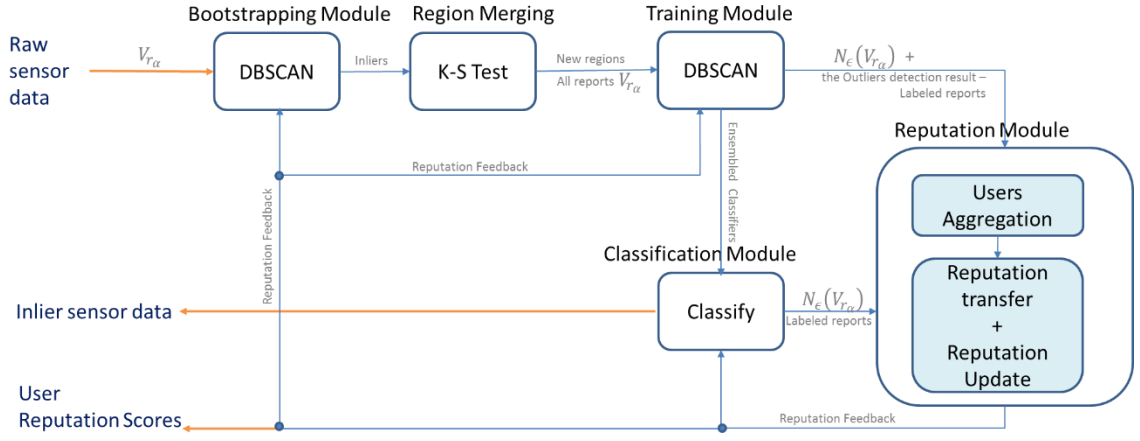 Bootstrapping Module
Region Merging
Training Module
Raw
sensor
data
V_{r_α}
DBSCAN
Inliers
K-S Test
New regions
All reports V_{r_α}
DBSCAN
N_ϵ(V_{r_α}) +
the Outliers detection result –
Labeled reports
Reputation Module
Reputation Feedback
Ensembled Classifiers
Users
Aggregation
Reputation Feedback
Classification Module
Reputation
transfer
+
Reputation
Update
Inlier sensor data
Classify
N_ϵ(V_{r_α})
Labeled reports
User
Reputation Scores
Reputation Feedback